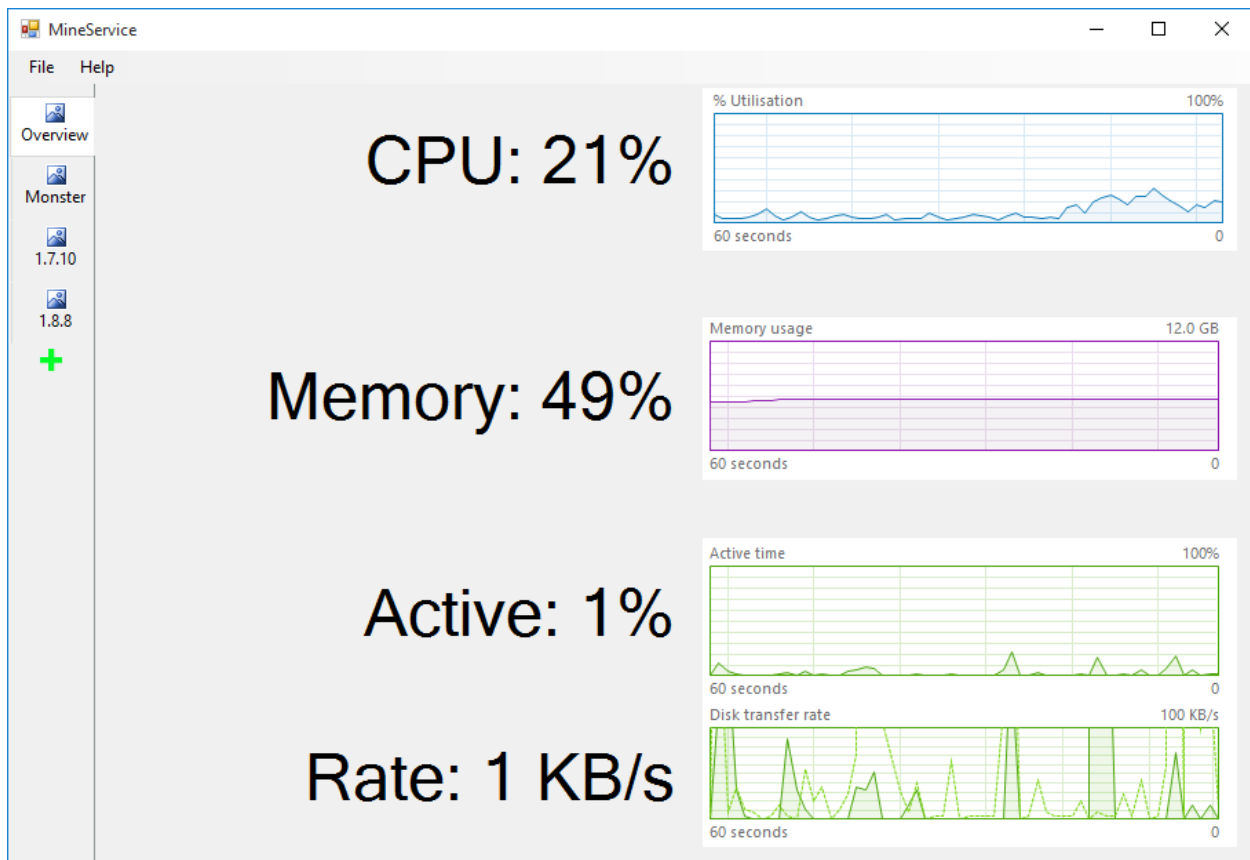 MineService
File Help
Overview
Monster
1.7.10
1.8.8
CPU: 21%
% Utilisation 100%
60 seconds 0
Memory: 49%
Memory usage 12.0 GB
60 seconds 0
Active: 1%
Active time 100%
60 seconds 0
Rate: 1 KB/s
Disk transfer rate 100 KB/s
60 seconds 0